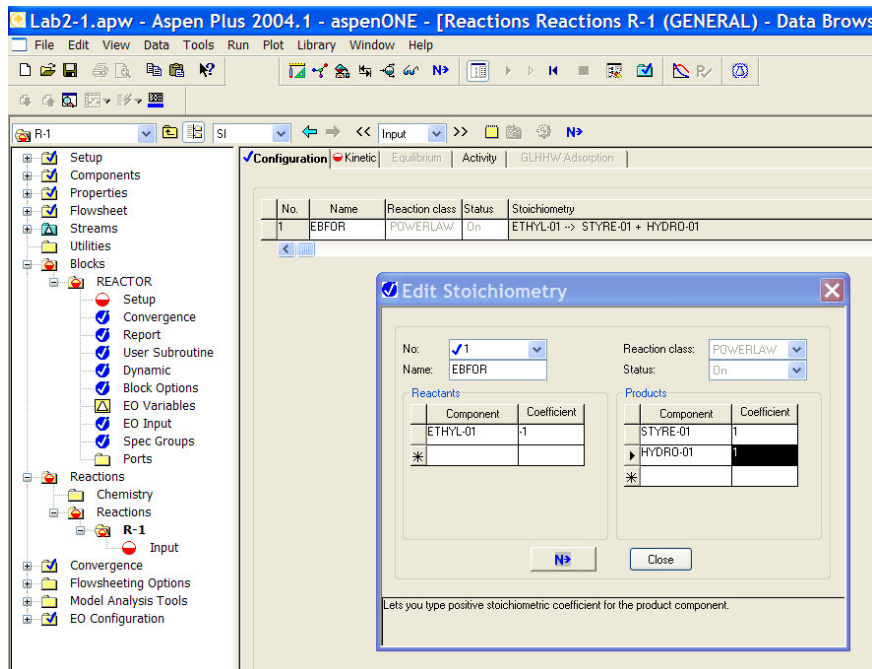 Lab2-1.apw - Aspen Plus 2004.1 - aspenONE - [Reactions Reactions R-1 (GENERAL) - Data Brows
File Edit View Data Tools Run Plot Library Window Help
N>
R-1 SI << Input >> N>
Setup
Components
Properties
Flowsheet
Streams
Utilities
Blocks
REACTOR
Setup
Convergence
Report
User Subroutine
Dynamic
Block Options
EO Variables
EO Input
Spec Groups
Ports
Reactions
Chemistry
Reactions
R-1
Input
Convergence
Flowsheeting Options
Model Analysis Tools
EO Configuration
Configuration Kinetic Equilibrium Activity GLHHW Adsorption
No. Name Reaction class Status Stoichiometry
1 EBFOR POWERLAW On ETHYL-01 --> STYRE-01 + HYDRO-01
Edit Stoichiometry
No: 1 Reaction class: POWERLAW
Name: EBFOR Status: On
Reactants Products
Component Coefficient Component Coefficient
ETHYL-01 -1 STYRE-01 1
HYDRO-01 1
N> Close
Lets you type positive stoichiometric coefficient for the product component.